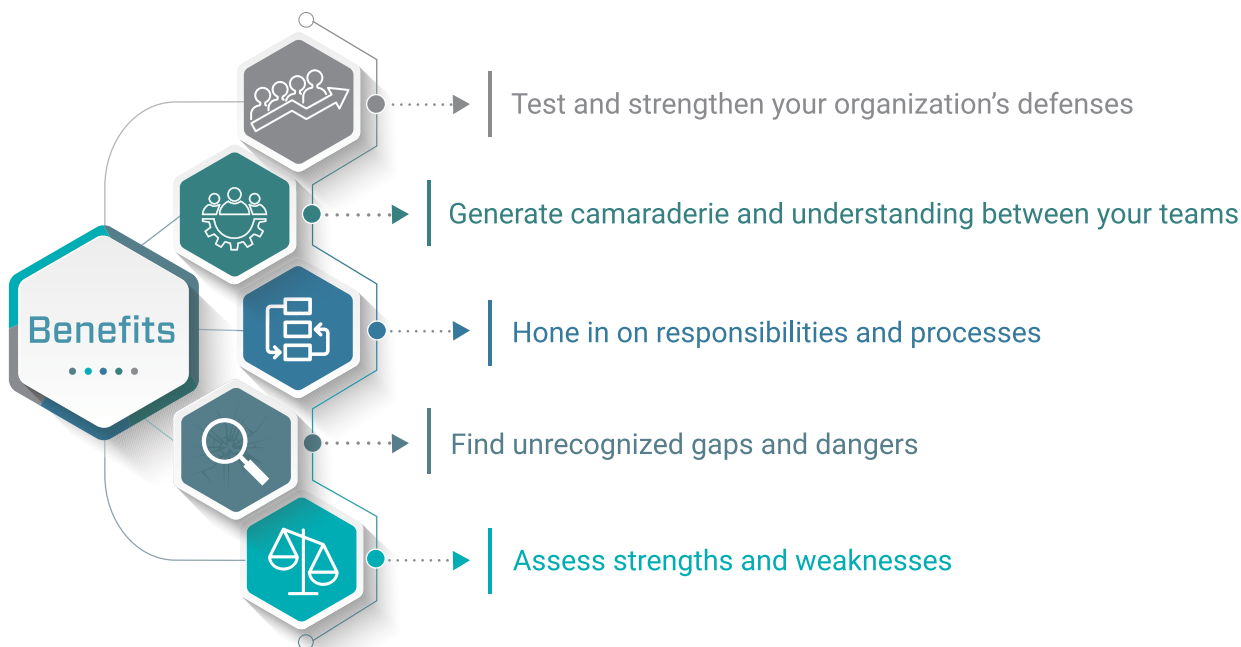 Test and strengthen your organization’s defenses
Generate camaraderie and understanding between your teams
Benefits
Hone in on responsibilities and processes
Find unrecognized gaps and dangers
Assess strengths and weaknesses